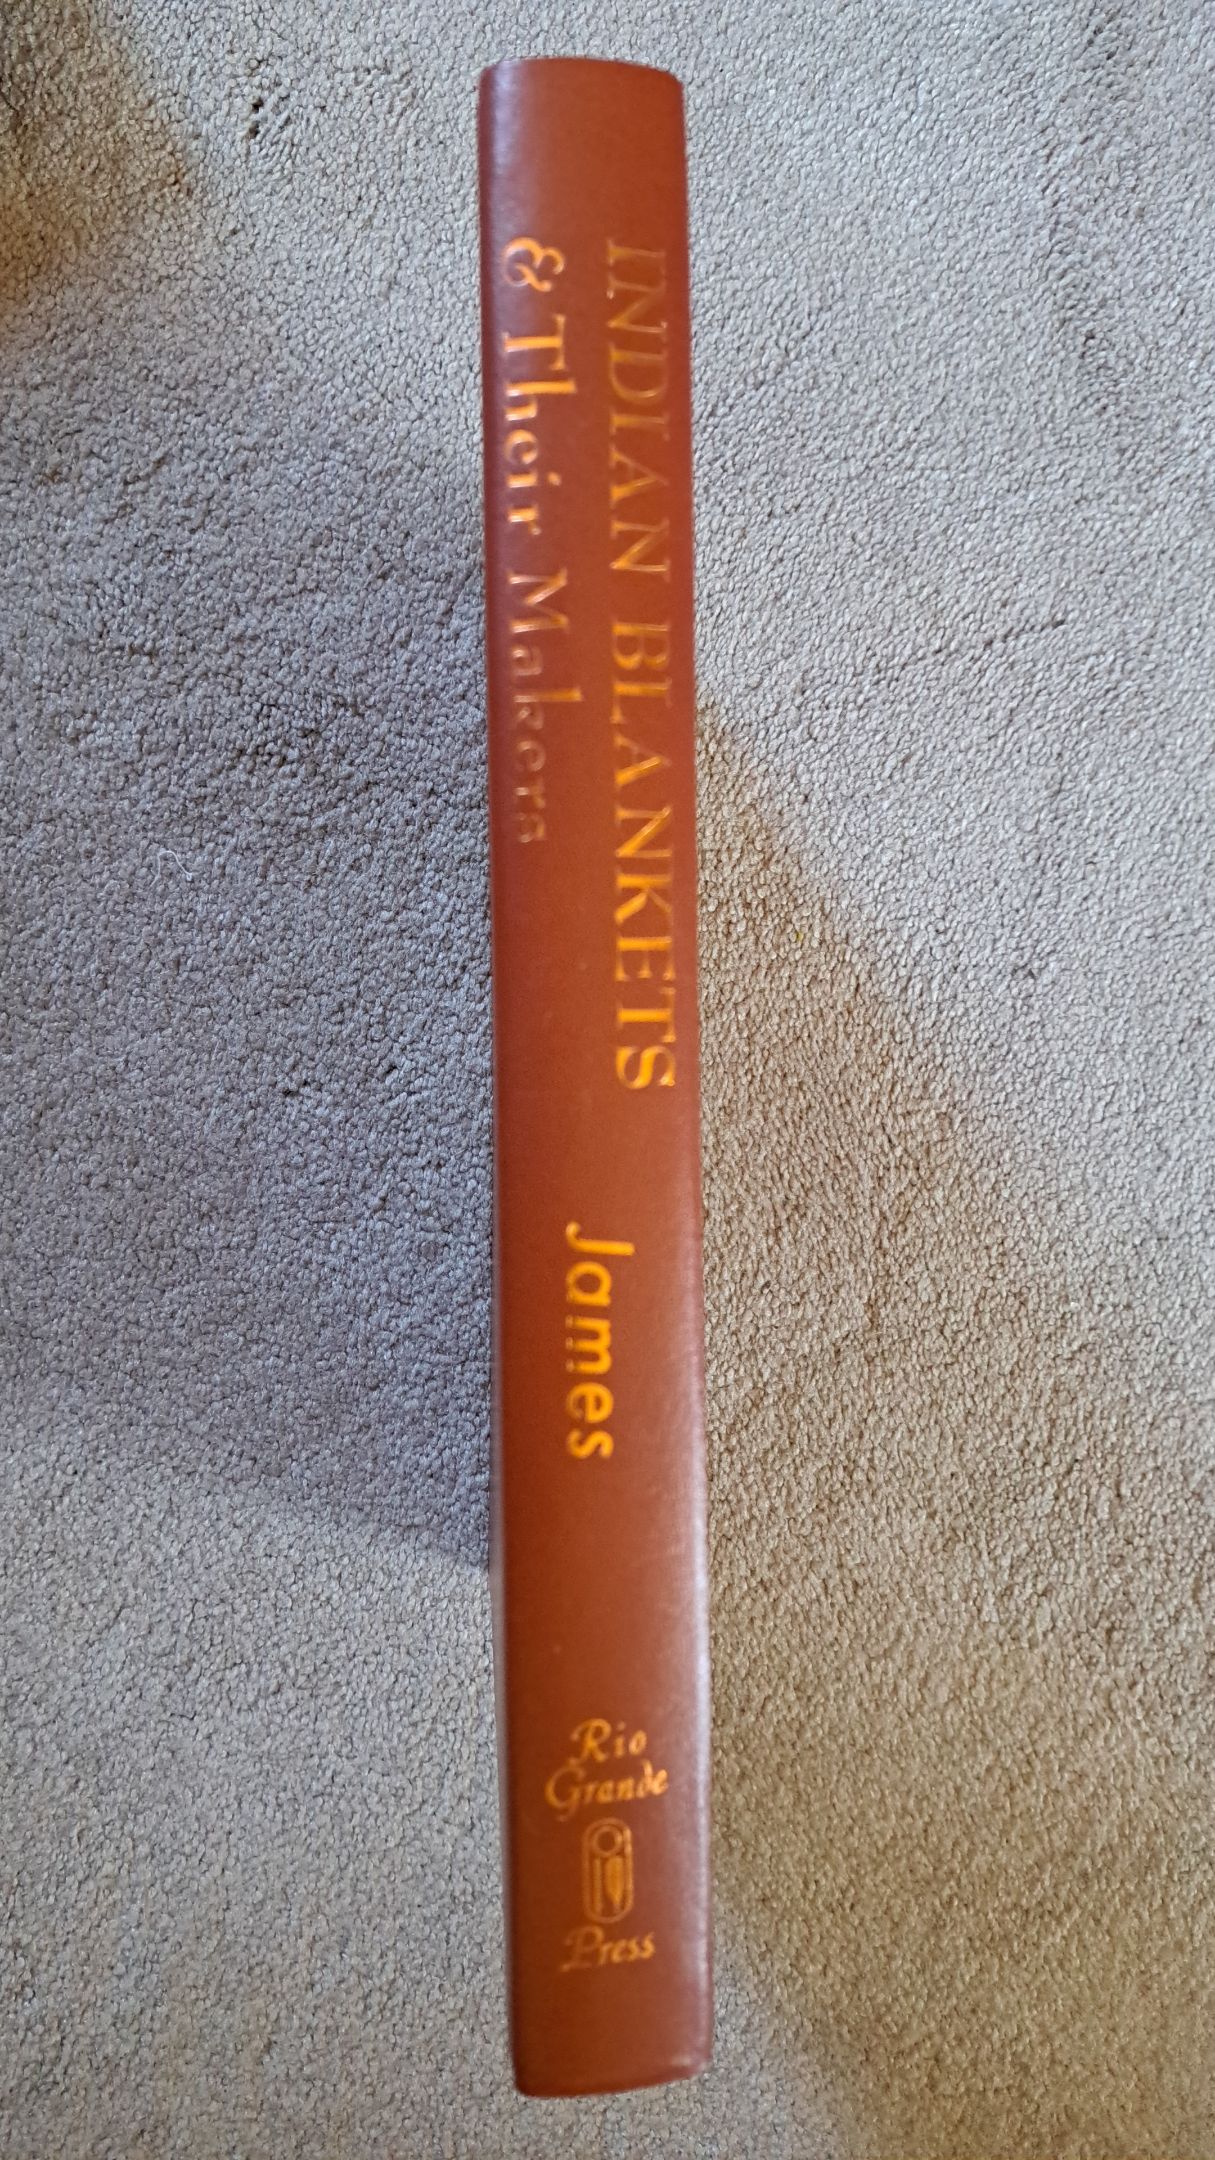 INDIAN BLANKETS
& Their Makers
James
Rio
Grande
Press